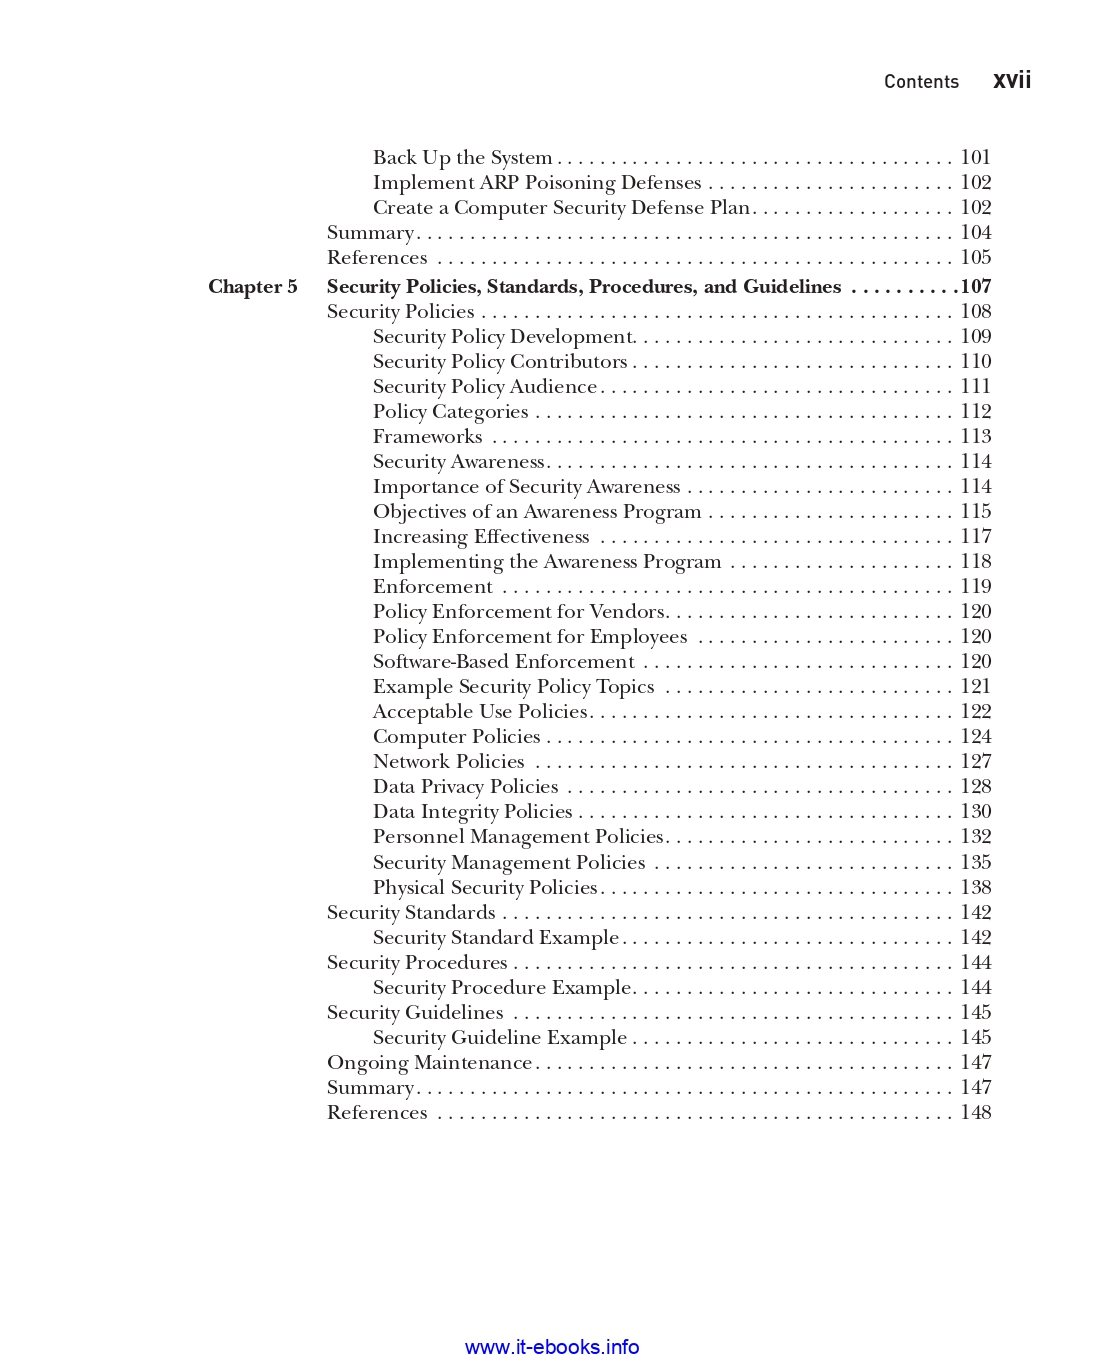 Contents xvii
Back Up the System . . . . . . . . . . . . . . . . . . . . . . . . . . . . . . . . . . . . . 101
Implement ARP Poisoning Defenses . . . . . . . . . . . . . . . . . . . . . . . 102
Create a Computer Security Defense Plan . . . . . . . . . . . . . . . . . . . 102
Summary . . . . . . . . . . . . . . . . . . . . . . . . . . . . . . . . . . . . . . . . . . . . . . . . . . 104
References . . . . . . . . . . . . . . . . . . . . . . . . . . . . . . . . . . . . . . . . . . . . . . . . 105
Chapter 5 Security Policies, Standards, Procedures, and Guidelines . . . . . . . . . . 107
Security Policies . . . . . . . . . . . . . . . . . . . . . . . . . . . . . . . . . . . . . . . . . . . . 108
Security Policy Development . . . . . . . . . . . . . . . . . . . . . . . . . . . . . . 109
Security Policy Contributors . . . . . . . . . . . . . . . . . . . . . . . . . . . . . . 110
Security Policy Audience . . . . . . . . . . . . . . . . . . . . . . . . . . . . . . . . . 111
Policy Categories . . . . . . . . . . . . . . . . . . . . . . . . . . . . . . . . . . . . . . . 112
Frameworks . . . . . . . . . . . . . . . . . . . . . . . . . . . . . . . . . . . . . . . . . . . 113
Security Awareness . . . . . . . . . . . . . . . . . . . . . . . . . . . . . . . . . . . . . . 114
Importance of Security Awareness . . . . . . . . . . . . . . . . . . . . . . . . . 114
Objectives of an Awareness Program . . . . . . . . . . . . . . . . . . . . . . . 115
Increasing Effectiveness . . . . . . . . . . . . . . . . . . . . . . . . . . . . . . . . . 117
Implementing the Awareness Program . . . . . . . . . . . . . . . . . . . . . 118
Enforcement . . . . . . . . . . . . . . . . . . . . . . . . . . . . . . . . . . . . . . . . . . 119
Policy Enforcement for Vendors . . . . . . . . . . . . . . . . . . . . . . . . . . . 120
Policy Enforcement for Employees . . . . . . . . . . . . . . . . . . . . . . . . 120
Software-Based Enforcement . . . . . . . . . . . . . . . . . . . . . . . . . . . . . 120
Example Security Policy Topics . . . . . . . . . . . . . . . . . . . . . . . . . . . 121
Acceptable Use Policies . . . . . . . . . . . . . . . . . . . . . . . . . . . . . . . . . . 122
Computer Policies . . . . . . . . . . . . . . . . . . . . . . . . . . . . . . . . . . . . . . 124
Network Policies . . . . . . . . . . . . . . . . . . . . . . . . . . . . . . . . . . . . . . . 127
Data Privacy Policies . . . . . . . . . . . . . . . . . . . . . . . . . . . . . . . . . . . . 128
Data Integrity Policies . . . . . . . . . . . . . . . . . . . . . . . . . . . . . . . . . . . 130
Personnel Management Policies . . . . . . . . . . . . . . . . . . . . . . . . . . . 132
Security Management Policies . . . . . . . . . . . . . . . . . . . . . . . . . . . . 135
Physical Security Policies . . . . . . . . . . . . . . . . . . . . . . . . . . . . . . . . . 138
Security Standards . . . . . . . . . . . . . . . . . . . . . . . . . . . . . . . . . . . . . . . . . . 142
Security Standard Example . . . . . . . . . . . . . . . . . . . . . . . . . . . . . . . 142
Security Procedures . . . . . . . . . . . . . . . . . . . . . . . . . . . . . . . . . . . . . . . . . 144
Security Procedure Example . . . . . . . . . . . . . . . . . . . . . . . . . . . . . . 144
Security Guidelines . . . . . . . . . . . . . . . . . . . . . . . . . . . . . . . . . . . . . . . . . 145
Security Guideline Example . . . . . . . . . . . . . . . . . . . . . . . . . . . . . . 145
Ongoing Maintenance . . . . . . . . . . . . . . . . . . . . . . . . . . . . . . . . . . . . . . . 147
Summary . . . . . . . . . . . . . . . . . . . . . . . . . . . . . . . . . . . . . . . . . . . . . . . . . . 147
References . . . . . . . . . . . . . . . . . . . . . . . . . . . . . . . . . . . . . . . . . . . . . . . . 148
www.it-ebooks.info